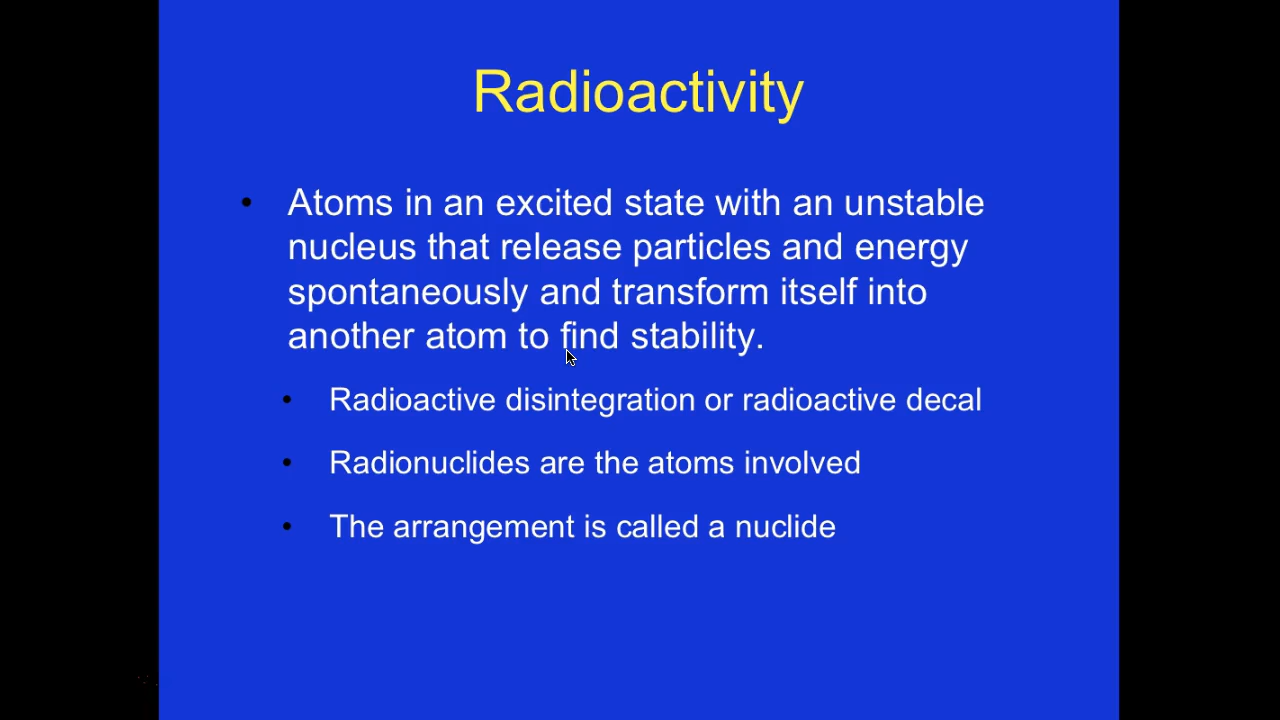 Radioactivity
• Atoms in an excited state with an unstable
nucleus that release particles and energy
spontaneously and transform itself into
another atom to find stability.
• Radioactive disintegration or radioactive decal
• Radionuclides are the atoms involved
• The arrangement is called a nuclide